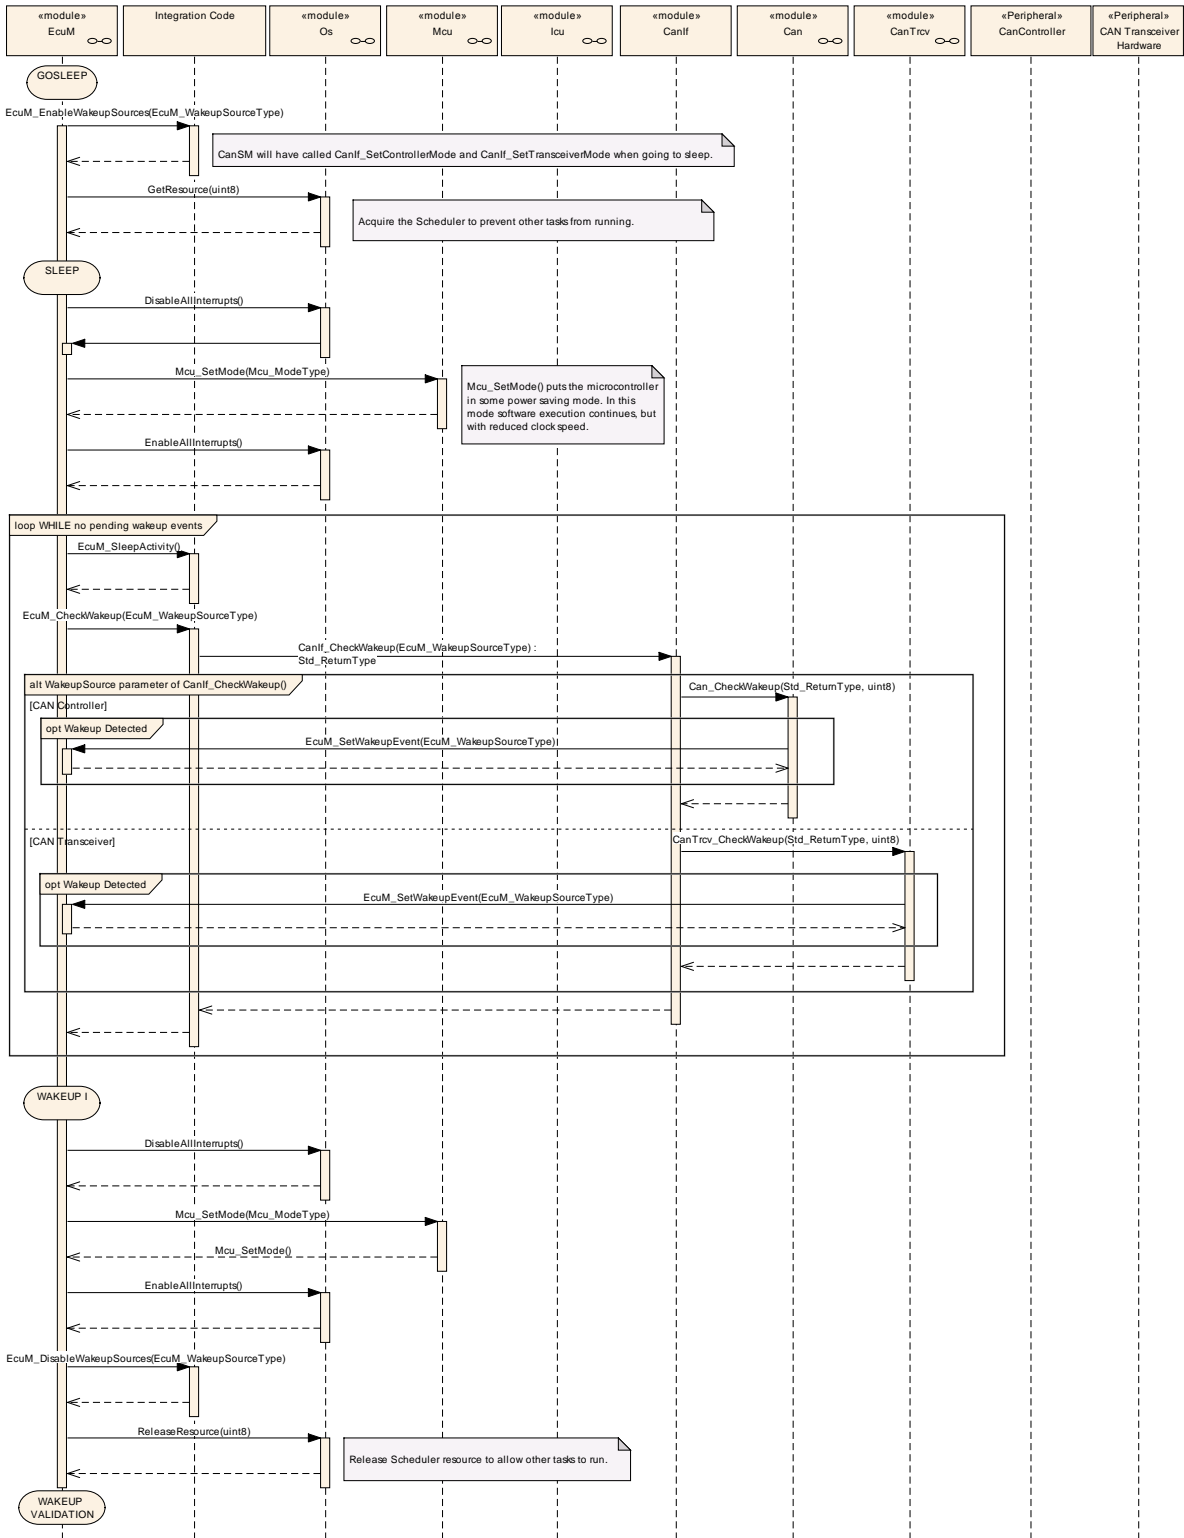 «module»
EcuM
Integration Code
«module»
Os
«module»
Mcu
«module»
Icu
«module»
CanIf
«module»
Can
«module»
CanTrcv
«Peripheral»
CanController
«Peripheral»
CAN Transceiver
Hardware
GOSLEEP
EcuM_EnableWakeupSources(EcuM_WakeupSourceType)
CanSM will have called CanIf_SetControllerMode and CanIf_SetTransceiverMode when going to sleep.
GetResource(uint8)
Acquire the Scheduler to prevent other tasks from running.
SLEEP
DisableAllInterrupts()
Mcu_SetMode(Mcu_ModeType)
Mcu_SetMode() puts the microcontroller
in some power saving mode. In this
mode software execution continues, but
with reduced clock speed.
EnableAllInterrupts()
loop WHILE no pending wakeup events
EcuM_SleepActivity()
EcuM_CheckWakeup(EcuM_WakeupSourceType)
CanIf_CheckWakeup(EcuM_WakeupSourceType) :
Std_ReturnType
alt WakeupSource parameter of CanIf_CheckWakeup()
Can_CheckWakeup(Std_ReturnType, uint8)
[CAN Controller]
opt Wakeup Detected
EcuM_SetWakeupEvent(EcuM_WakeupSourceType)
[CAN Transceiver]
CanTrcv_CheckWakeup(Std_ReturnType, uint8)
opt Wakeup Detected
EcuM_SetWakeupEvent(EcuM_WakeupSourceType)
WAKEUP I
DisableAllInterrupts()
Mcu_SetMode(Mcu_ModeType)
Mcu_SetMode()
EnableAllInterrupts()
EcuM_DisableWakeupSources(EcuM_WakeupSourceType)
ReleaseResource(uint8)
Release Scheduler resource to allow other tasks to run.
WAKEUP
VALIDATION